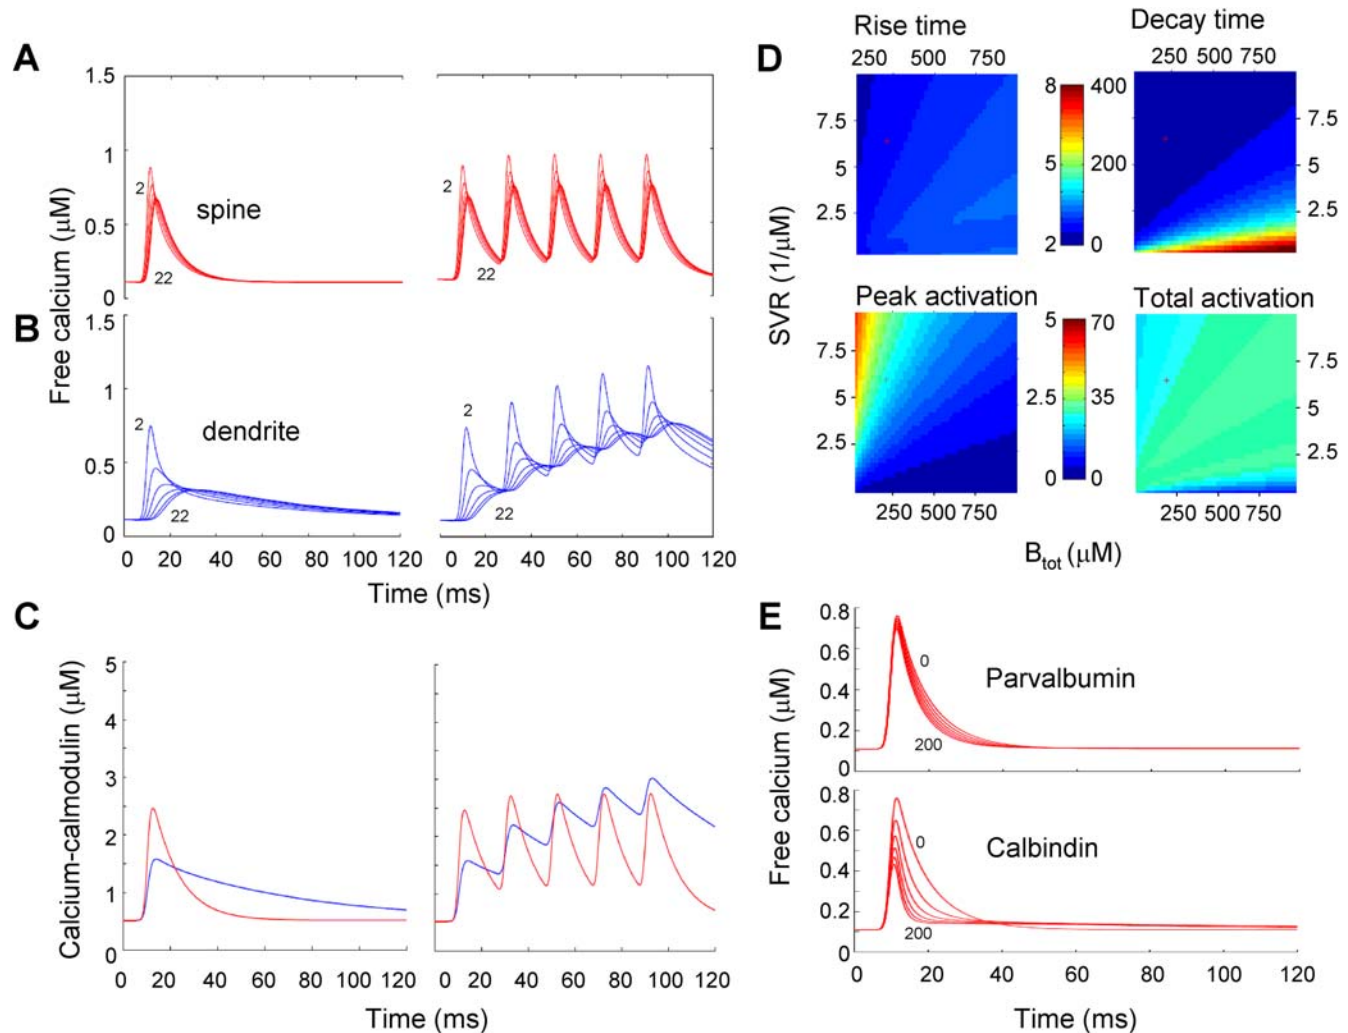 A
1.5
1
0.5
0
2
22
spine
2
22
Free calcium (μM)
B
1.5
1
0.5
0
2
22
dendrite
2
22
0 20 40 60 80 100 120
0 20 40 60 80 100 120
Time (ms)
C
Calcium-calmodulin (μM)
5
4
3
2
1
0
0 20 40 60 80 100 120
0 20 40 60 80 100 120
Time (ms)
D
Rise time
250 500 750
7.5
5
2.5
8
5
2
400
200
0
Decay time
250 500 750
7.5
5
2.5
SVR (1/μM)
Peak activation
7.5
5
2.5
250 500 750
5
2.5
0
70
35
0
Total activation
7.5
5
2.5
250 500 750
Btot (μM)
E
0.8
0.6
0.4
0.2
0
0
200
Parvalbumin
0 20 40 60 80 100 120
Free calcium (μM)
0.8
0.6
0.4
0.2
0
0
200
Calbindin
0 20 40 60 80 100 120
Time (ms)